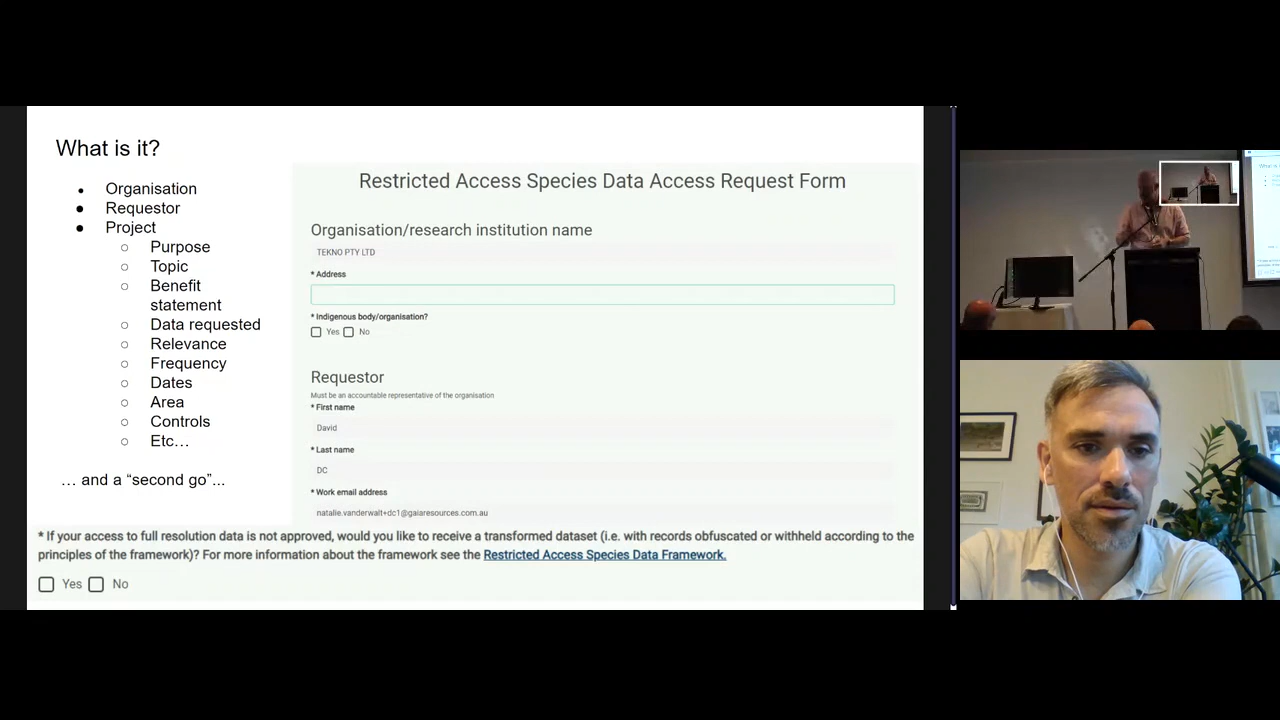 What is it?
● Organisation
● Requestor
● Project
○ Purpose
○ Topic
○ Benefit
statement
○ Data requested
○ Relevance
○ Frequency
○ Dates
○ Area
○ Controls
○ Etc…
… and a “second go”...
Restricted Access Species Data Access Request Form
Organisation/research institution name
TEKNO PTY LTD
* Address
* Indigenous body/organisation?
Yes No
Requestor
Must be an accountable representative of the organisation
* First name
David
* Last name
DC
* Work email address
natalie.vanderwalt+dc1@gaiaresources.com.au
* If your access to full resolution data is not approved, would you like to receive a transformed dataset (i.e. with records obfuscated or withheld according to the
principles of the framework)? For more information about the framework see the Restricted Access Species Data Framework.
Yes No